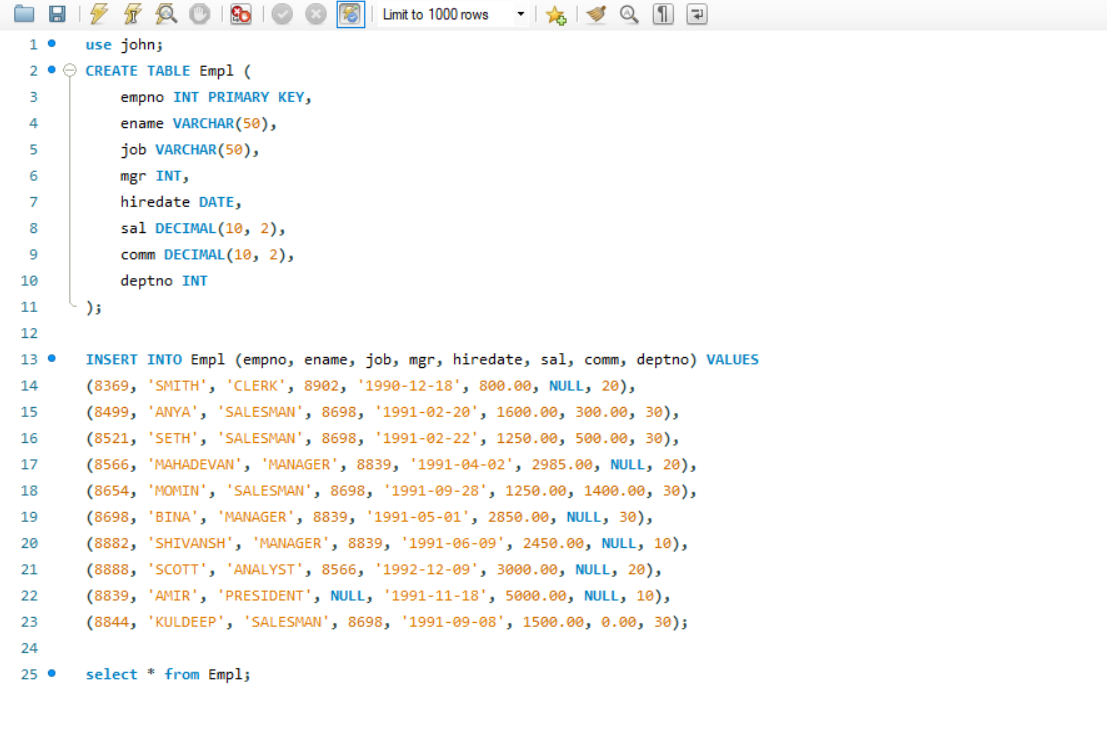 Limit to 1000 rows
1 use john;
2 CREATE TABLE Empl (
3 empno INT PRIMARY KEY,
4 ename VARCHAR(50),
5 job VARCHAR(50),
6 mgr INT,
7 hiredate DATE,
8 sal DECIMAL(10, 2),
9 comm DECIMAL(10, 2),
10 deptno INT
11 );
12
13 INSERT INTO Empl (empno, ename, job, mgr, hiredate, sal, comm, deptno) VALUES
14 (8369, 'SMITH', 'CLERK', 8902, '1990-12-18', 800.00, NULL, 20),
15 (8499, 'ANYA', 'SALESMAN', 8698, '1991-02-20', 1600.00, 300.00, 30),
16 (8521, 'SETH', 'SALESMAN', 8698, '1991-02-22', 1250.00, 500.00, 30),
17 (8566, 'MAHADEVAN', 'MANAGER', 8839, '1991-04-02', 2985.00, NULL, 20),
18 (8654, 'MOMIN', 'SALESMAN', 8698, '1991-09-28', 1250.00, 1400.00, 30),
19 (8698, 'BINA', 'MANAGER', 8839, '1991-05-01', 2850.00, NULL, 30),
20 (8882, 'SHIVANSH', 'MANAGER', 8839, '1991-06-09', 2450.00, NULL, 10),
21 (8888, 'SCOTT', 'ANALYST', 8566, '1992-12-09', 3000.00, NULL, 20),
22 (8839, 'AMIR', 'PRESIDENT', NULL, '1991-11-18', 5000.00, NULL, 10),
23 (8844, 'KULDEEP', 'SALESMAN', 8698, '1991-09-08', 1500.00, 0.00, 30);
24
25 select * from Empl;